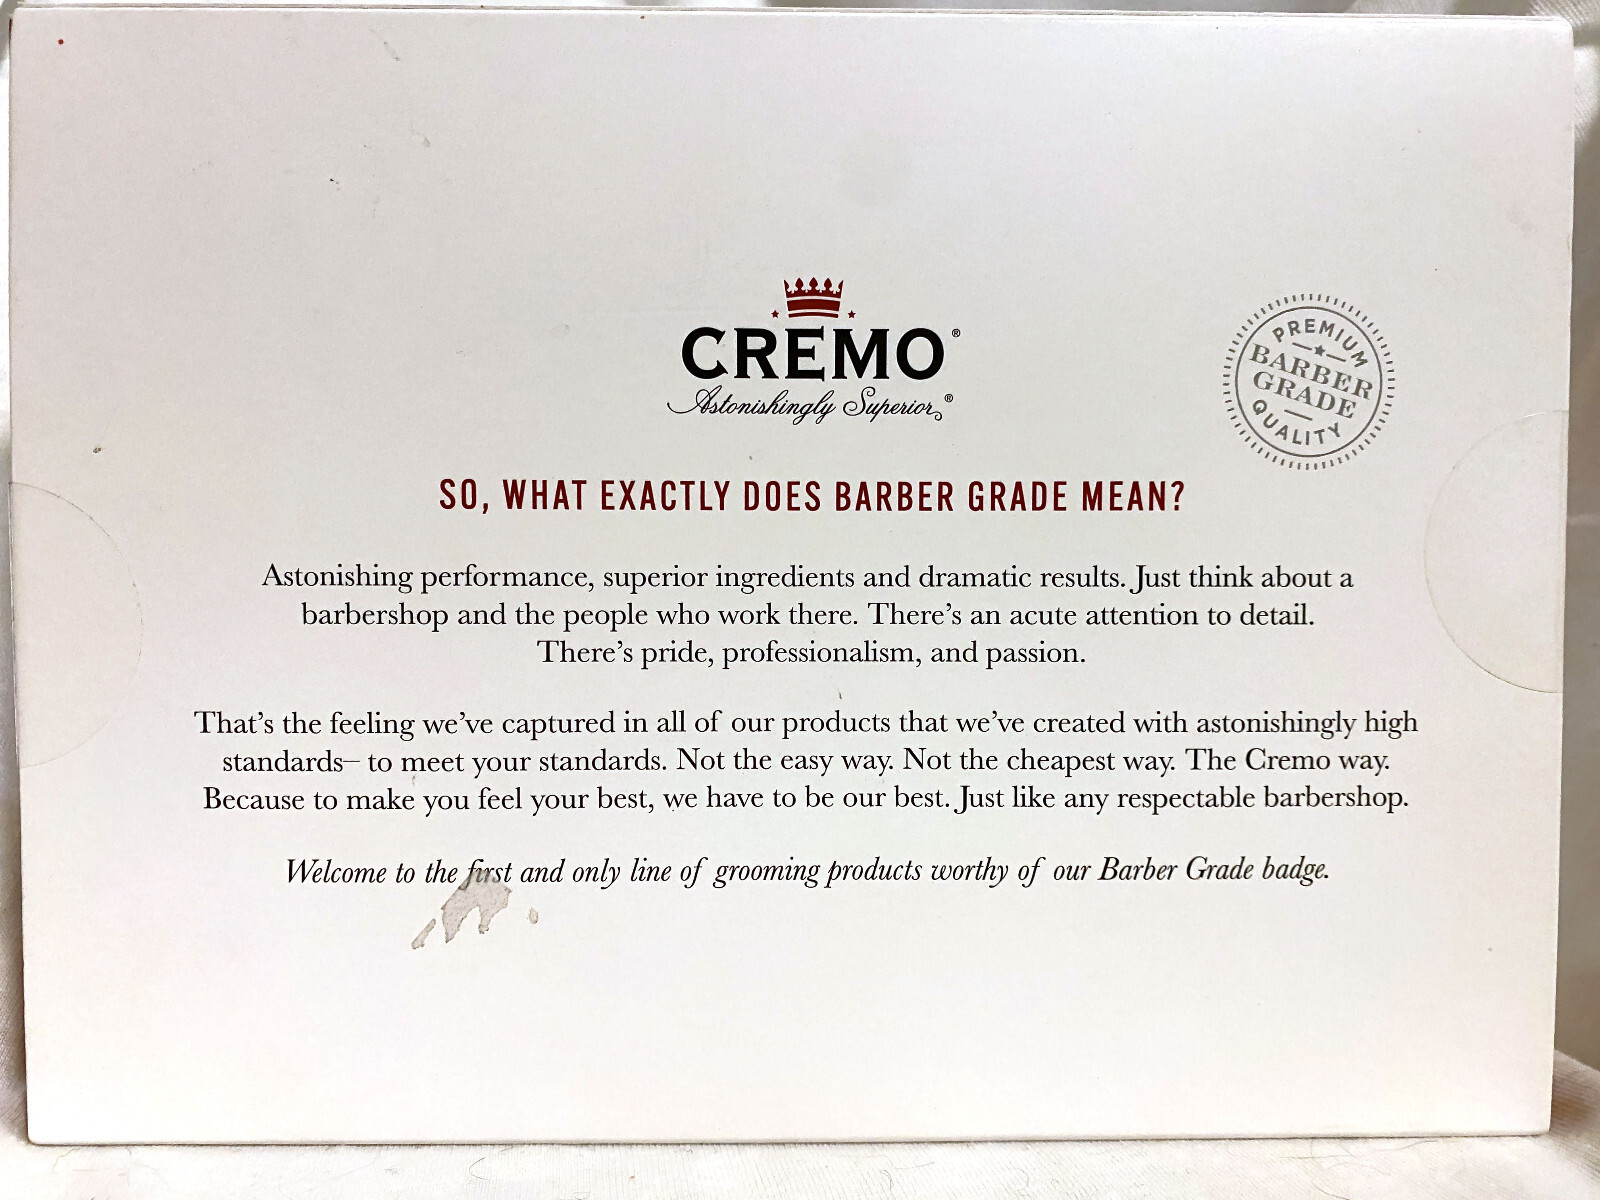 CREMO®
Astonishingly Superior®
PREMIUM
BARBER
GRADE
QUALITY
SO, WHAT EXACTLY DOES BARBER GRADE MEAN?
Astonishing performance, superior ingredients and dramatic results. Just think about a
barbershop and the people who work there. There’s an acute attention to detail.
There’s pride, professionalism, and passion.
That’s the feeling we’ve captured in all of our products that we’ve created with astonishingly high
standards– to meet your standards. Not the easy way. Not the cheapest way. The Cremo way.
Because to make you feel your best, we have to be our best. Just like any respectable barbershop.
Welcome to the first and only line of grooming products worthy of our Barber Grade badge.